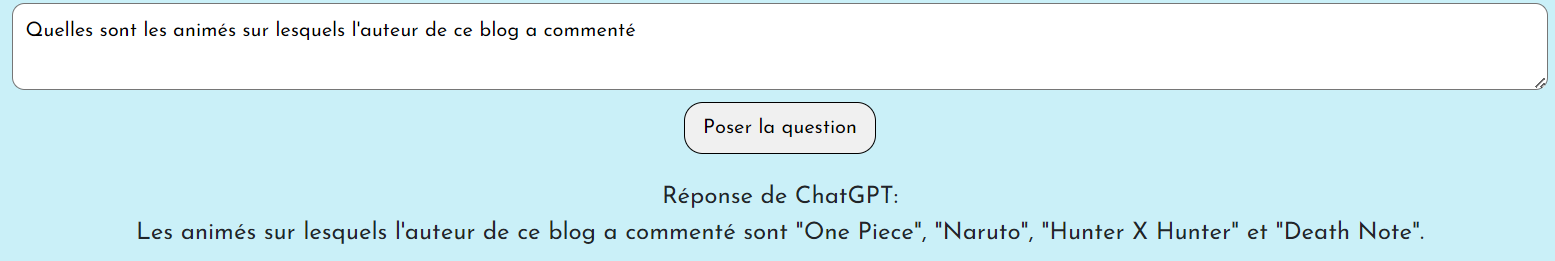 Quelles sont les animés sur lesquels l'auteur de ce blog a commenté
Poser la question
Réponse de ChatGPT:
Les animés sur lesquels l'auteur de ce blog a commenté sont "One Piece", "Naruto", "Hunter X Hunter" et "Death Note".